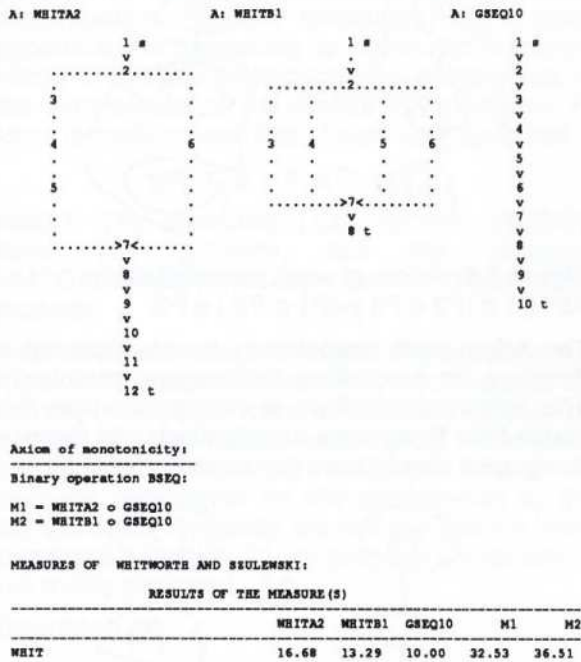 A: WHITA2
1 s
v
2
3
4 6
5
>7<
v
8
v
9
v
10
v
11
v
12 t
A: WHITB1
1 s
v
2
3 4 5 6
>7<
v
8 t
A: GSEQ10
1 s
v
2
v
3
v
4
v
5
v
6
v
7
v
8
v
9
v
10 t
Axiom of monotonicity:
Binary operation BSEQ:
M1 = WHITA2 o GSEQ10
M2 = WHITB1 o GSEQ10
MEASURES OF WHITWORTH AND SZULEWSKI:
RESULTS OF THE MEASURE(S)
WHITA2 WHITB1 GSEQ10 M1 M2
WHIT 16.68 13.29 10.00 32.53 36.51